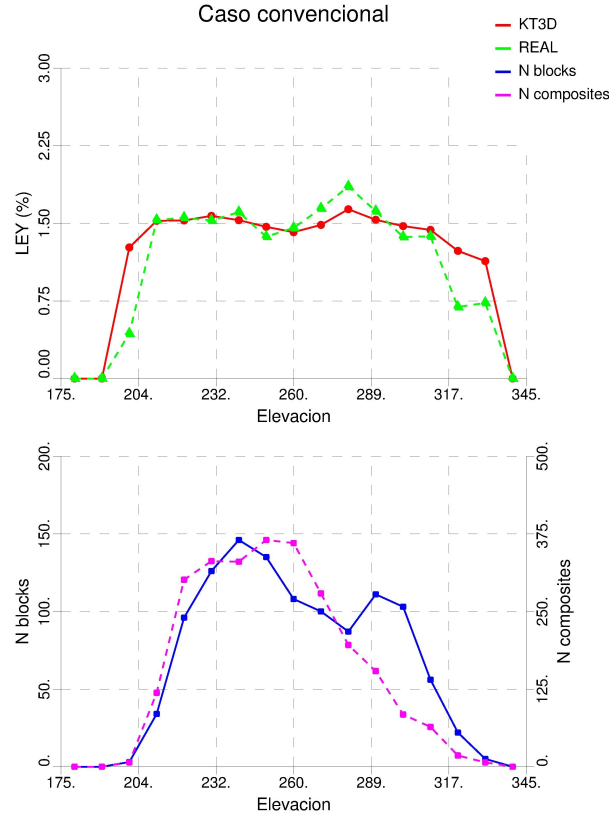 Caso convencional
KT3D
REAL
N blocks
N composites
3.00
2.25
1.50
0.75
0.00
LEY (%)
175. 204. 232. 260. 289. 317. 345.
Elevacion
200.
150.
100.
50.
0.
N blocks
500.
375.
250.
125.
0.
N composites
175. 204. 232. 260. 289. 317. 345.
Elevacion